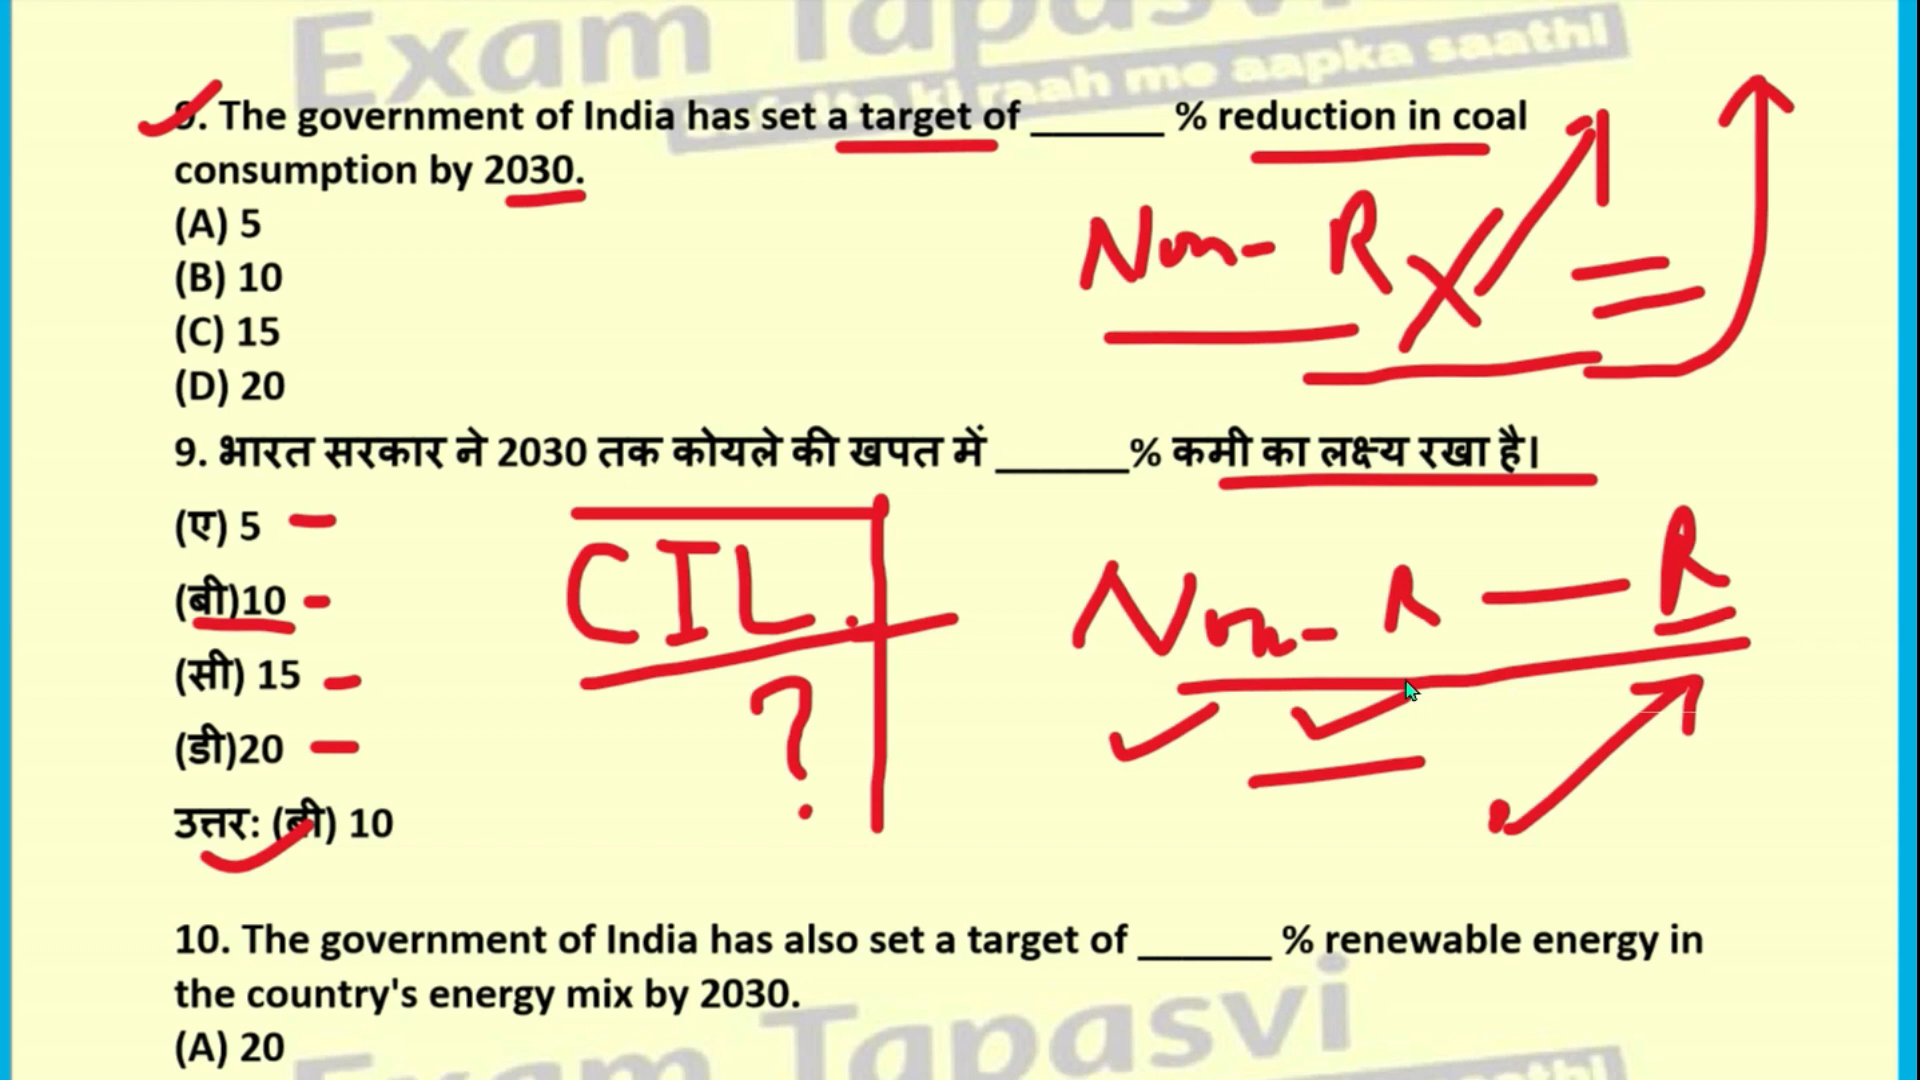 Exam Tapasvi
ki raah me aapka saathi
9. The government of India has set a target of ______ % reduction in coal
consumption by 2030.
(A) 5
(B) 10
(C) 15
(D) 20
Non- R
9. भारत सरकार ने 2030 तक कोयले की खपत में ______% कमी का लक्ष्य रखा है।
(ए) 5
(बी)10
(सी) 15
(डी)20
उत्तर: (बी) 10
CIL.
?
Non- R — R
10. The government of India has also set a target of ______ % renewable energy in
the country's energy mix by 2030.
(A) 20
Exam Tapasvi